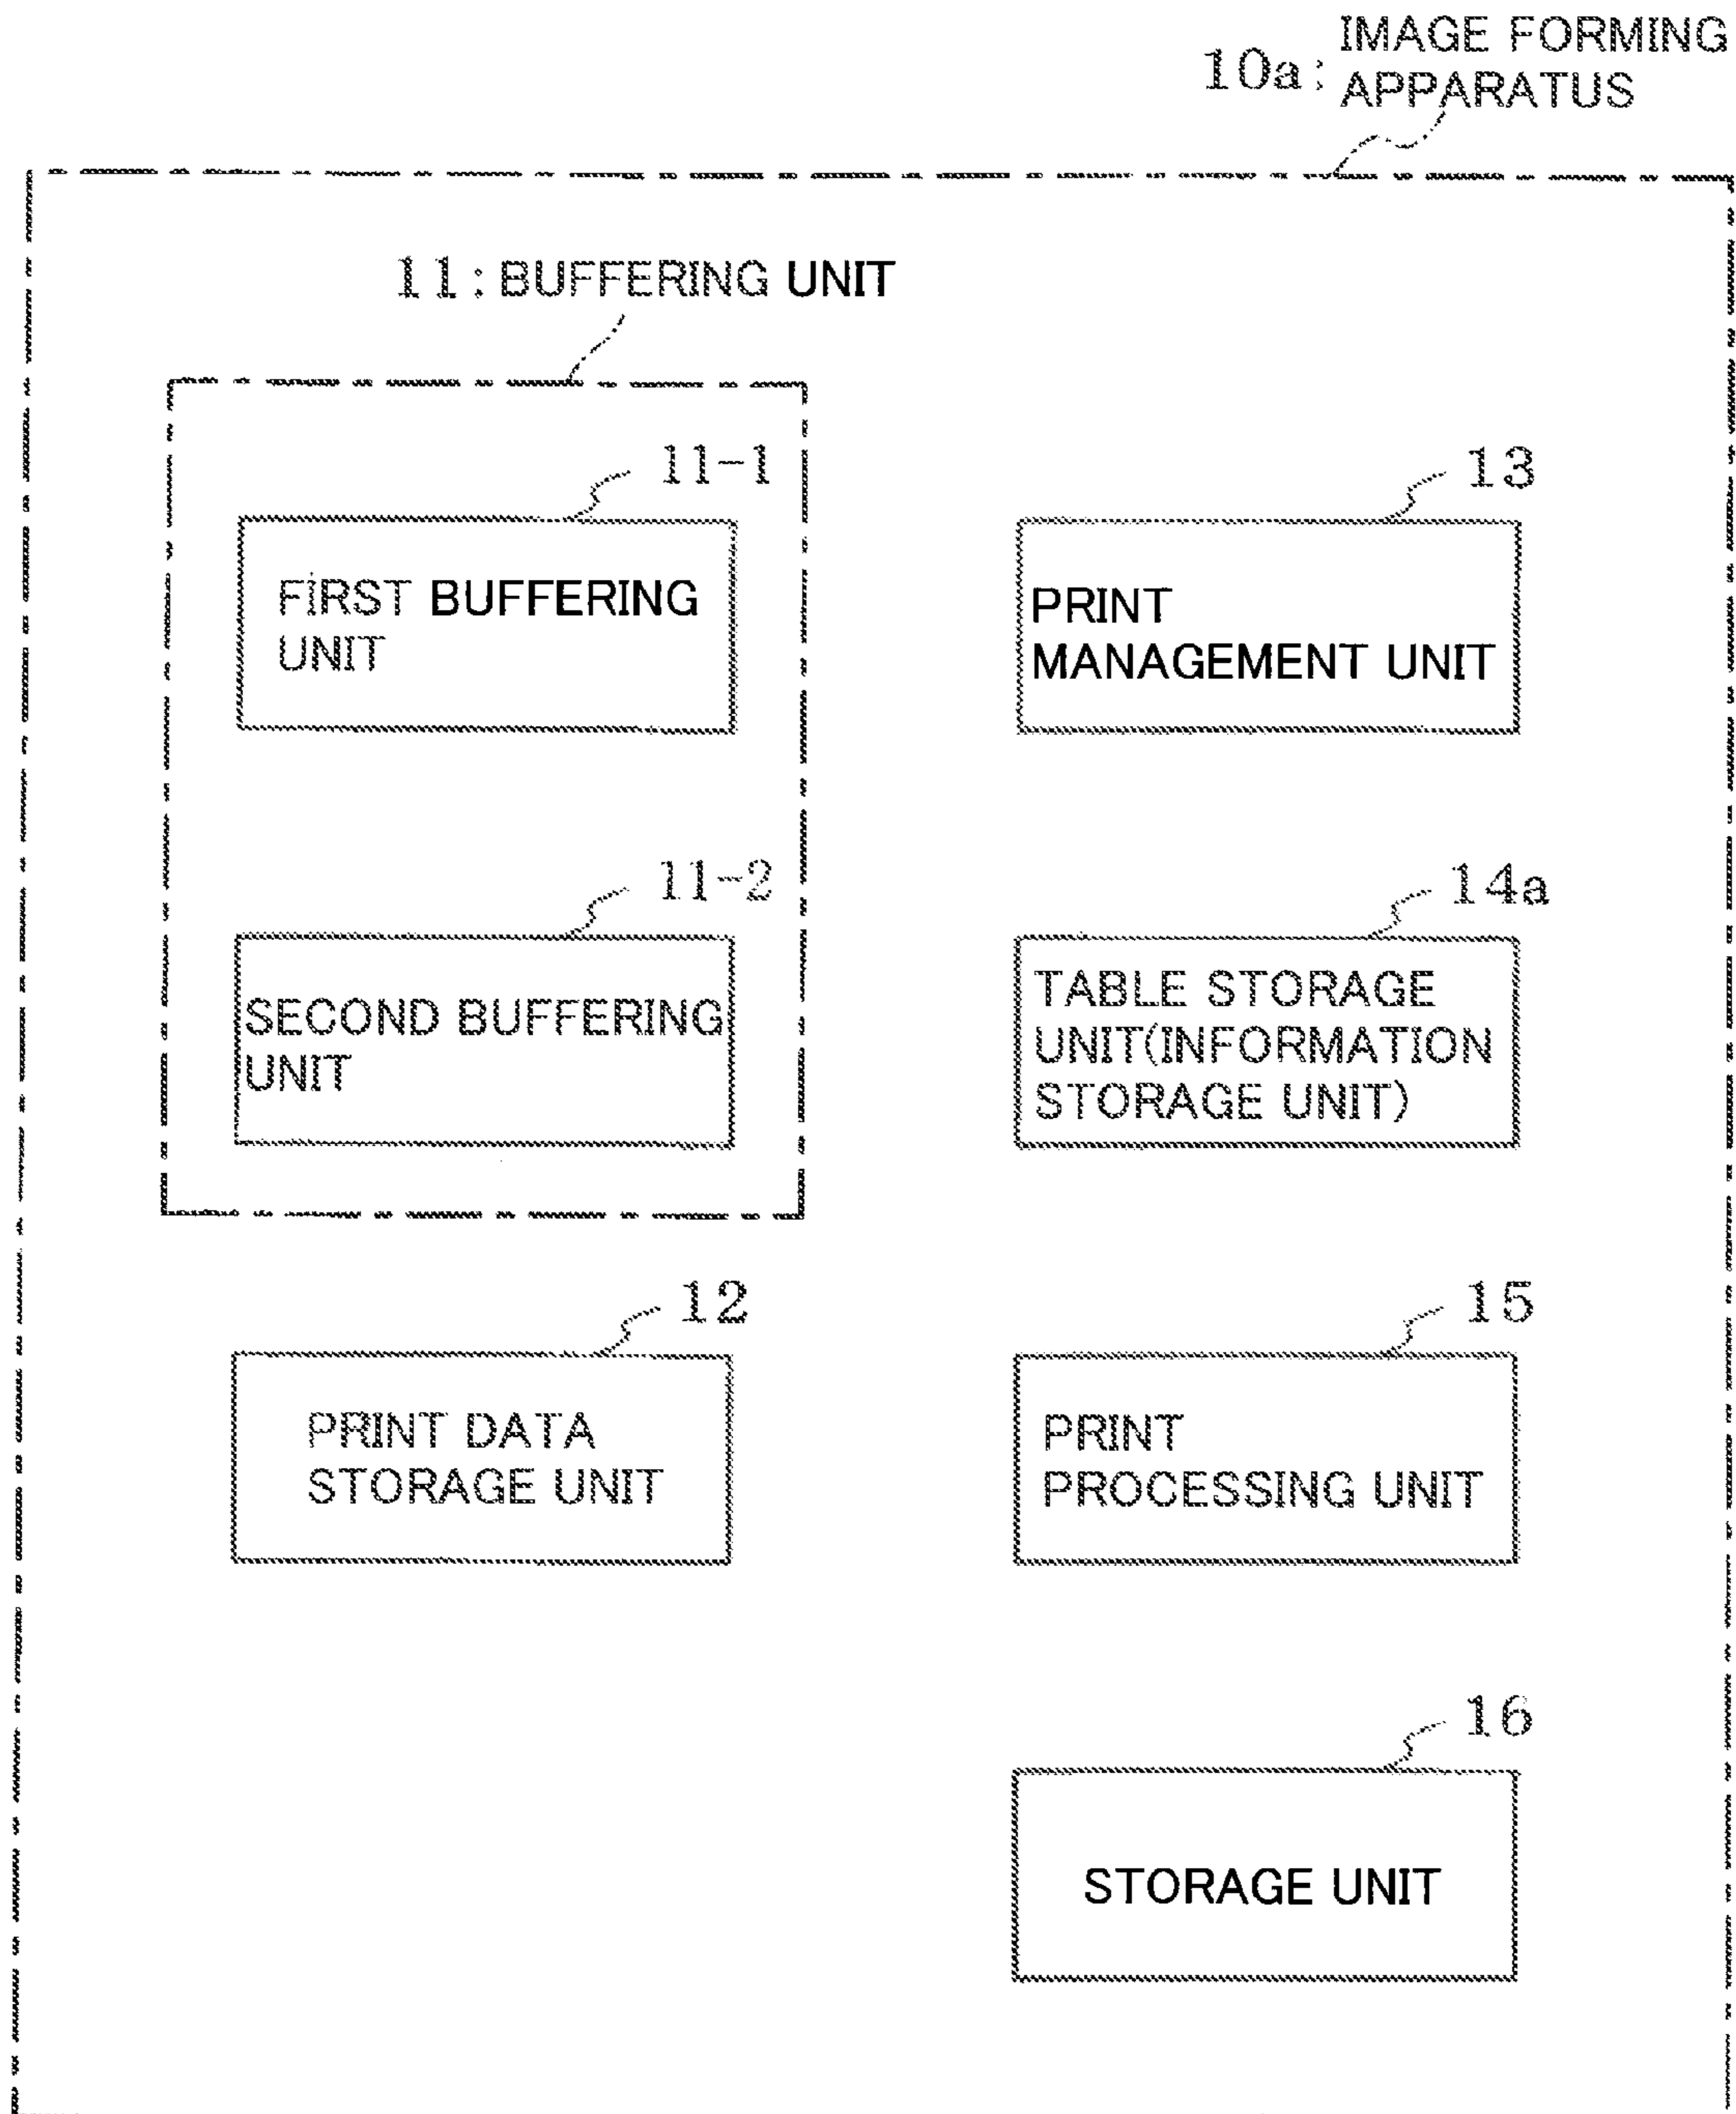 10a: IMAGE FORMING
APPARATUS
11: BUFFERING UNIT
11-1
FIRST BUFFERING
UNIT
11-2
SECOND BUFFERING
UNIT
12
PRINT DATA
STORAGE UNIT
13
PRINT
MANAGEMENT UNIT
14a
TABLE STORAGE
UNIT(INFORMATION
STORAGE UNIT)
15
PRINT
PROCESSING UNIT
16
STORAGE UNIT